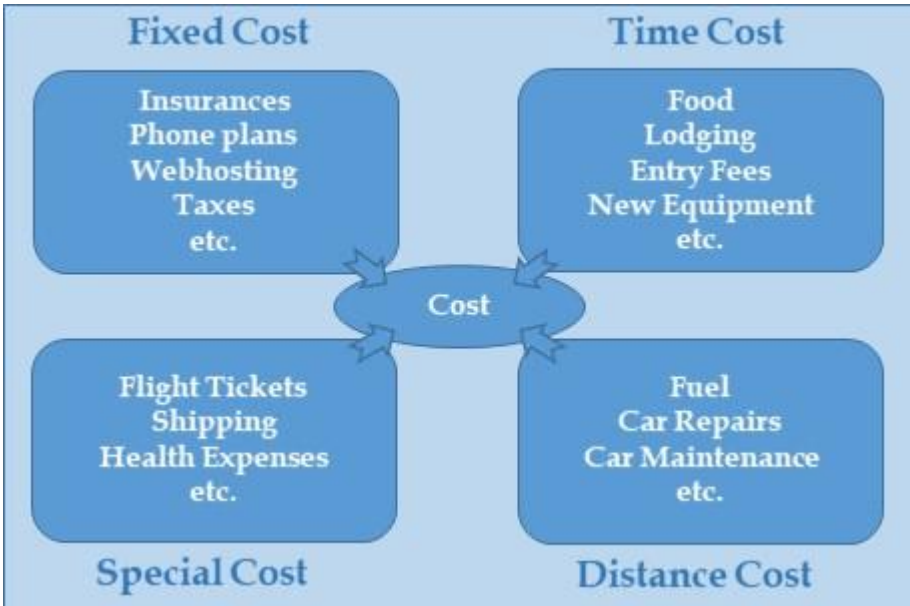 Fixed Cost
Insurances
Phone plans
Webhosting
Taxes
etc.
Time Cost
Food
Lodging
Entry Fees
New Equipment
etc.
Cost
Flight Tickets
Shipping
Health Expenses
etc.
Special Cost
Fuel
Car Repairs
Car Maintenance
etc.
Distance Cost